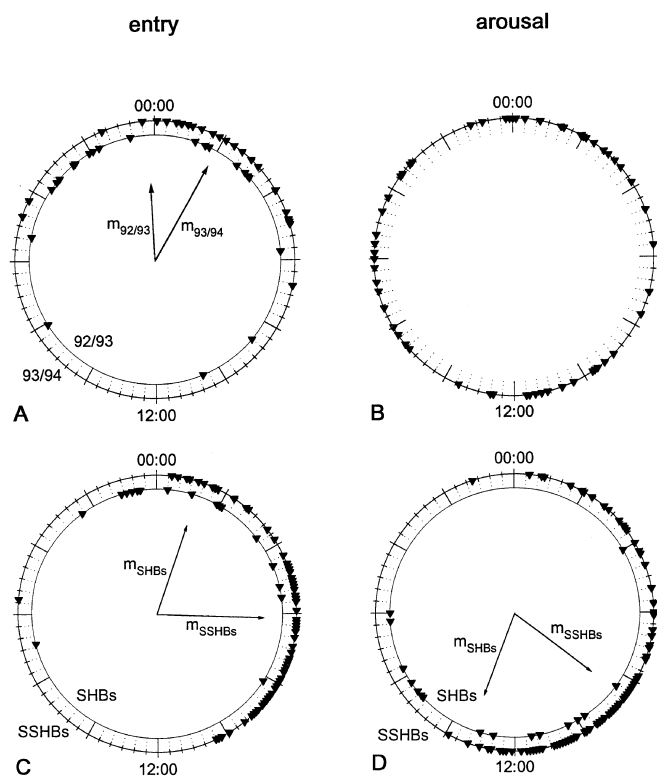 entry
arousal
00:00
00:00
m92/93
m93/94
92/93
93/94
A
12:00
B
12:00
00:00
00:00
mSHBs
mSSHBs
mSHBs
mSSHBs
SHBs
SHBs
SSHBs
SSHBs
C
12:00
D
12:00